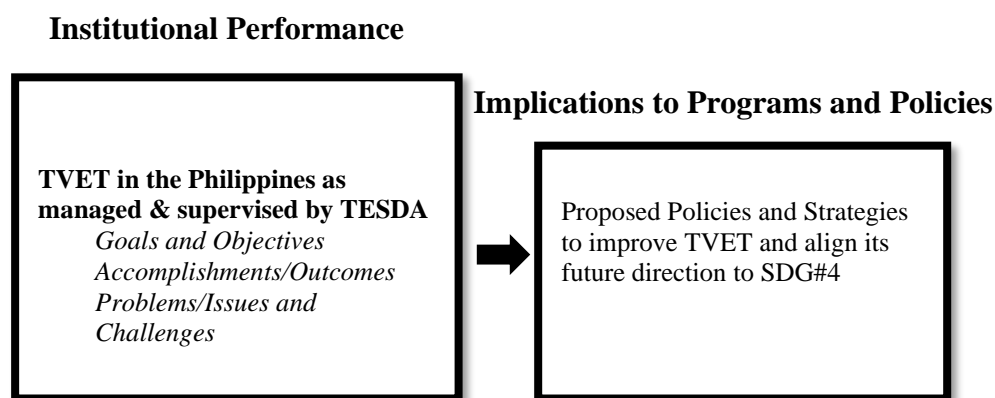 Institutional Performance
Implications to Programs and Policies
TVET in the Philippines as
managed & supervised by TESDA
Goals and Objectives
Accomplishments/Outcomes
Problems/Issues and
Challenges
Proposed Policies and Strategies
to improve TVET and align its
future direction to SDG#4